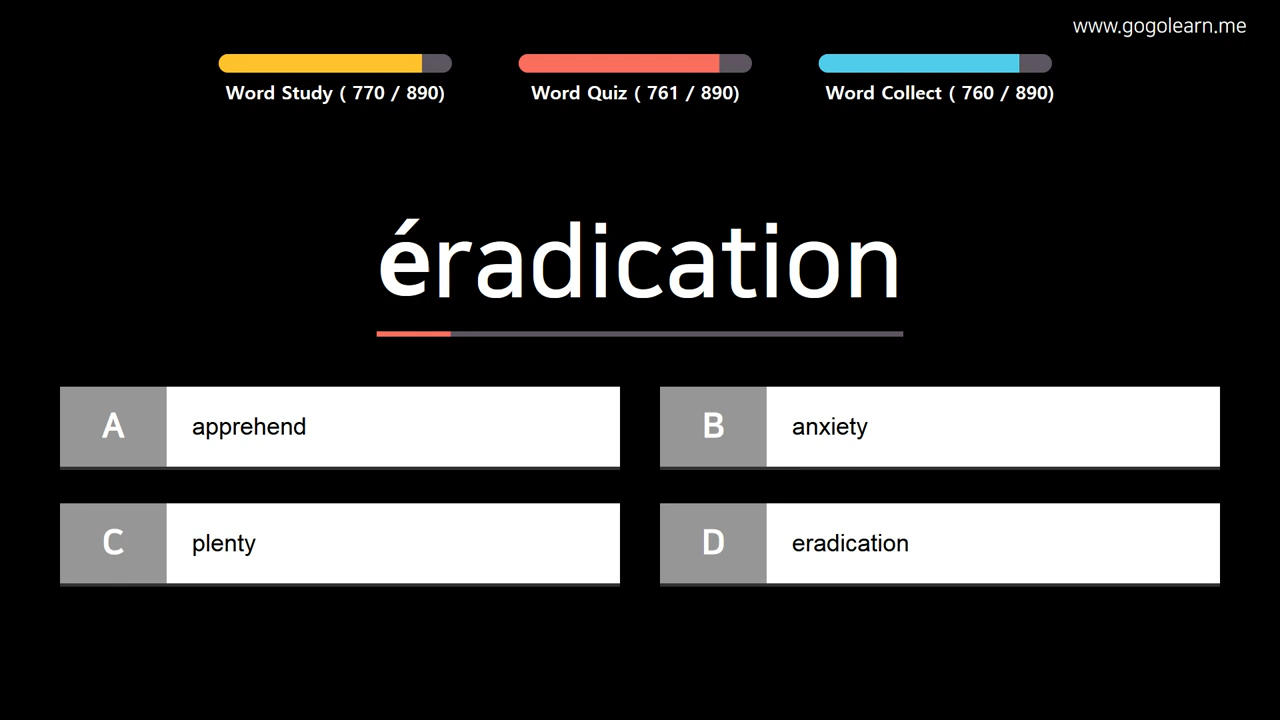 www.gogolearn.me
Word Study ( 770 / 890)
Word Quiz ( 761 / 890)
Word Collect ( 760 / 890)
éradication
A apprehend
B anxiety
C plenty
D eradication